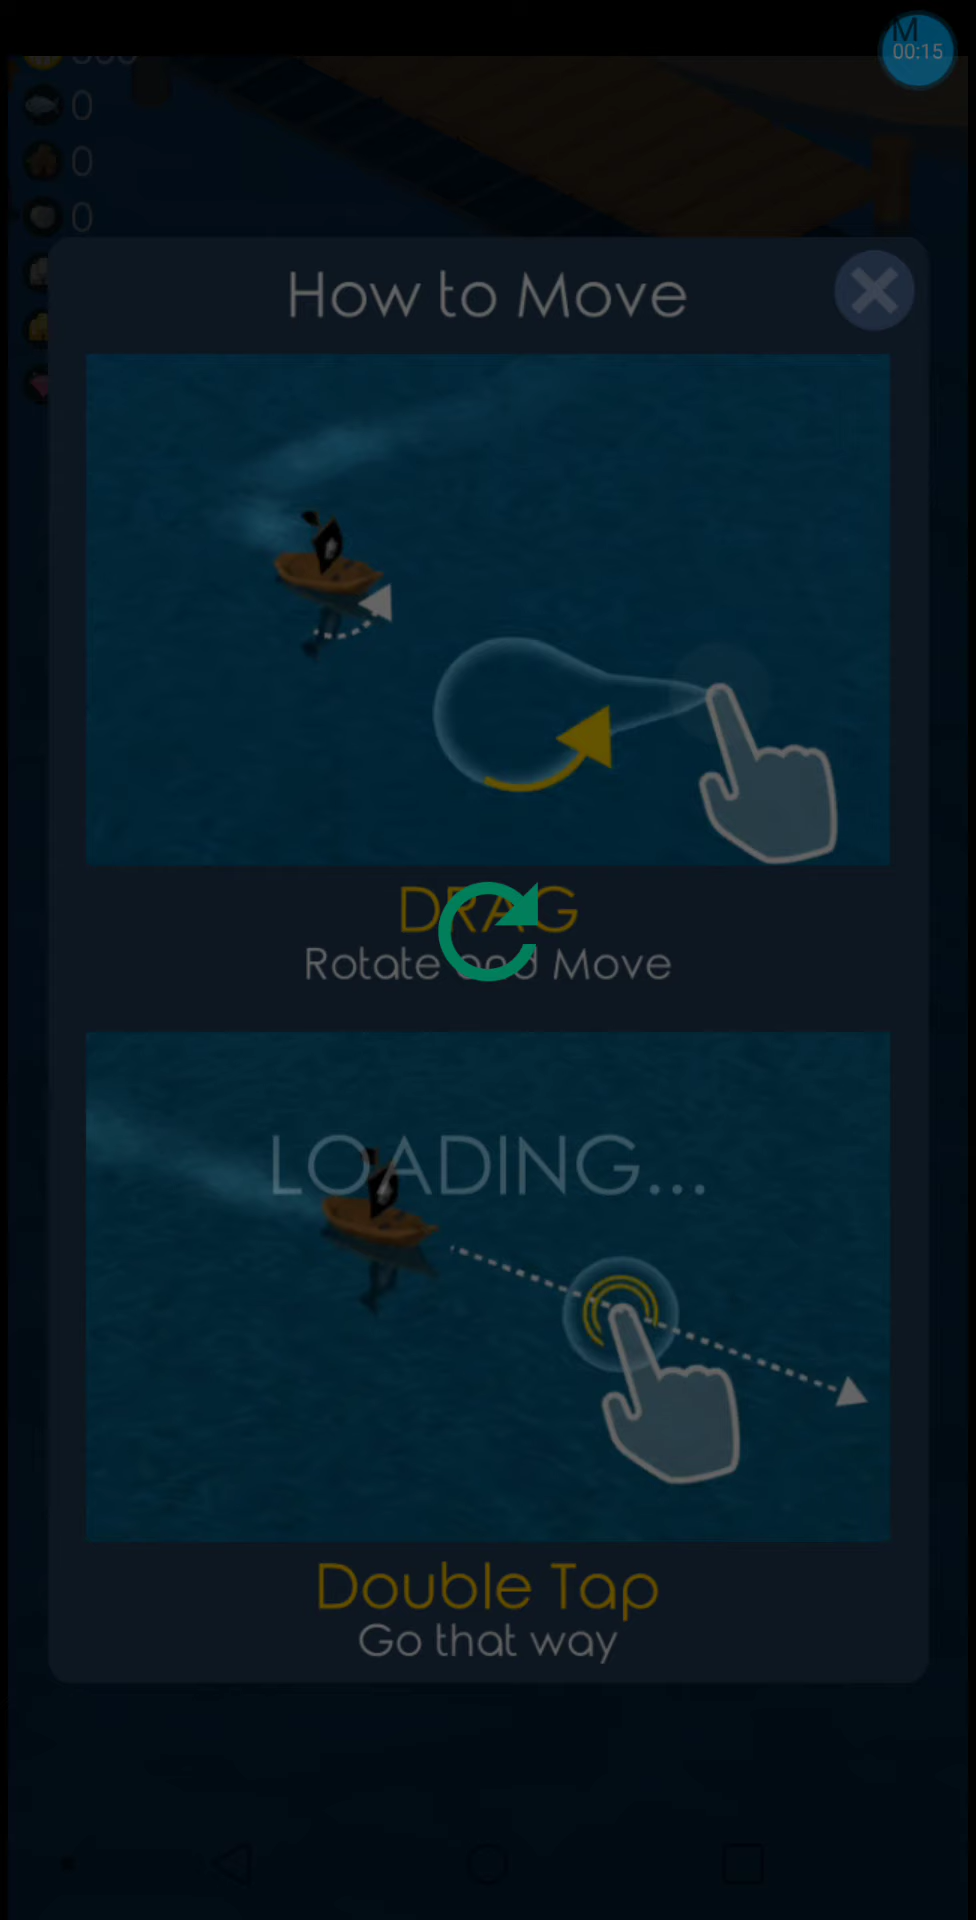 M
00:15
0
0
0
How to Move
DRAG
Rotate and Move
LOADING...
Double Tap
Go that way